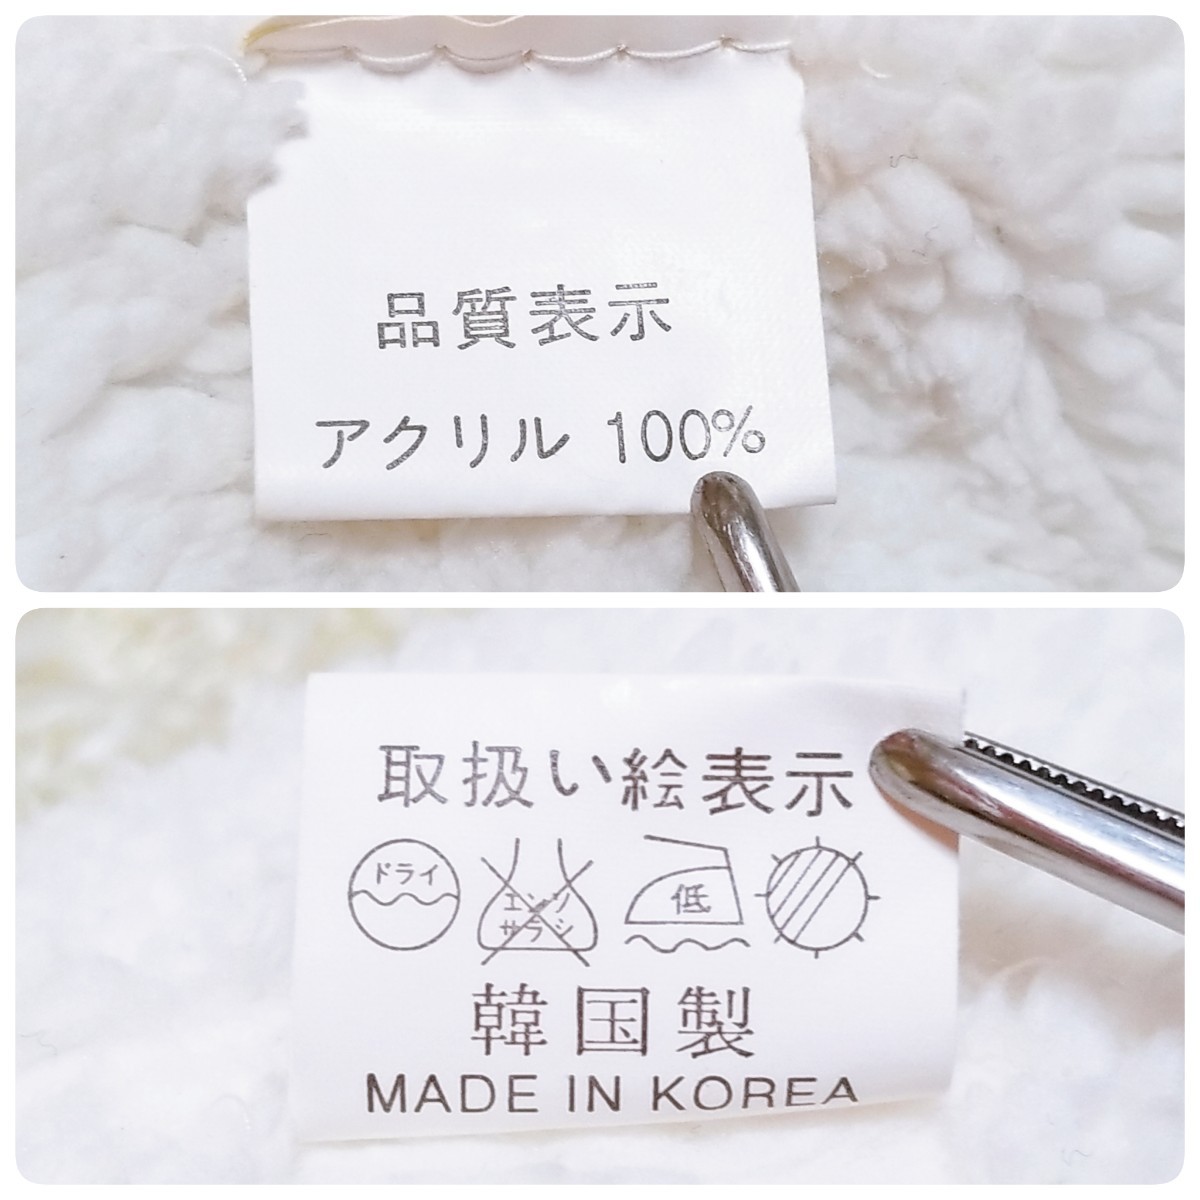 品質表示
アクリル 100%
取扱い絵表示
ドライ
エンソ
サラシ
低
韓国製
MADE IN KOREA